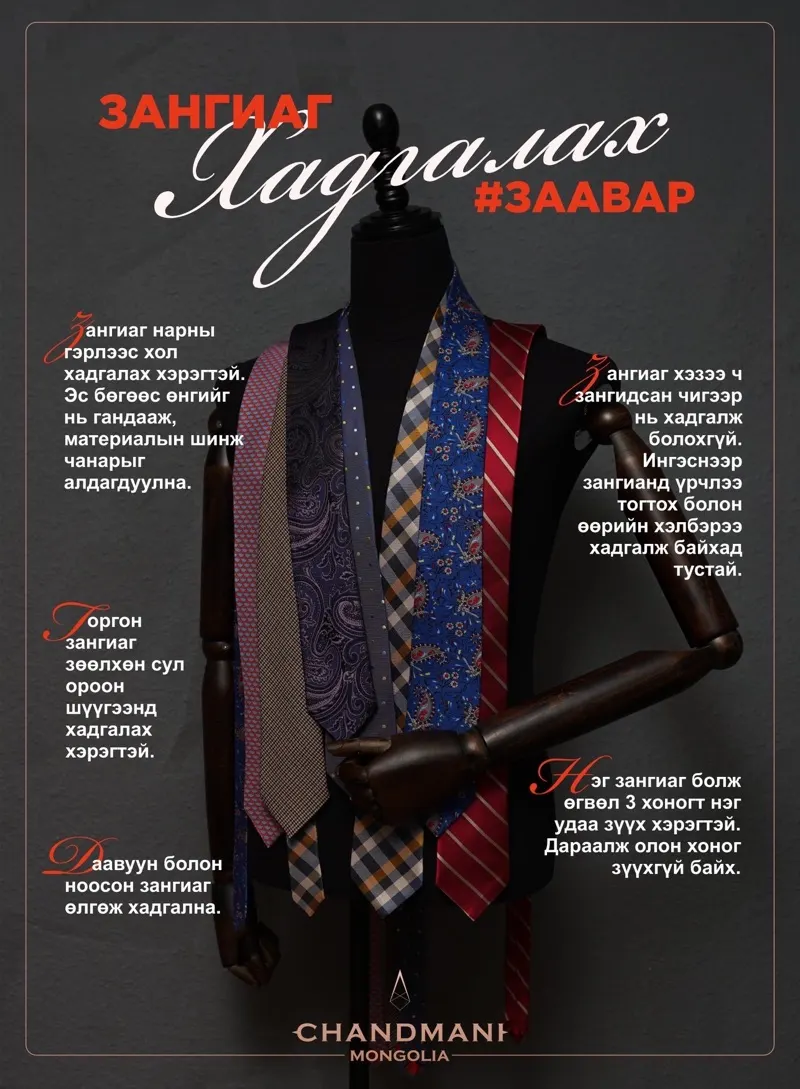 ЗАНГИАГ
Хадгалах
#ЗААВАР
Зангиаг нарны
гэрлээс хол
хадгалах хэрэгтэй.
Эс бөгөөс өнгийг
нь гандааж,
материалын шинж
чанарыг
алдагдуулна.
Торгон
зангиаг
зөөлхөн сул
ороон
шүүгээнд
хадгалах
хэрэгтэй.
Даавуун болон
ноосон зангиаг
өлгөж хадгална.
Зангиаг хэзээ ч
зангидсан чигээр
нь хадгалж
болохгүй.
Ингэснээр
зангианд үрчлээ
тогтох болон
өөрийн хэлбэрээ
хадгалж байхад
тустай.
Нэг зангиаг болж
өгвөл 3 хоногт нэг
удаа зүүх хэрэгтэй.
Дараалж олон хоног
зүүхгүй байх.
CHANDMANI
MONGOLIA